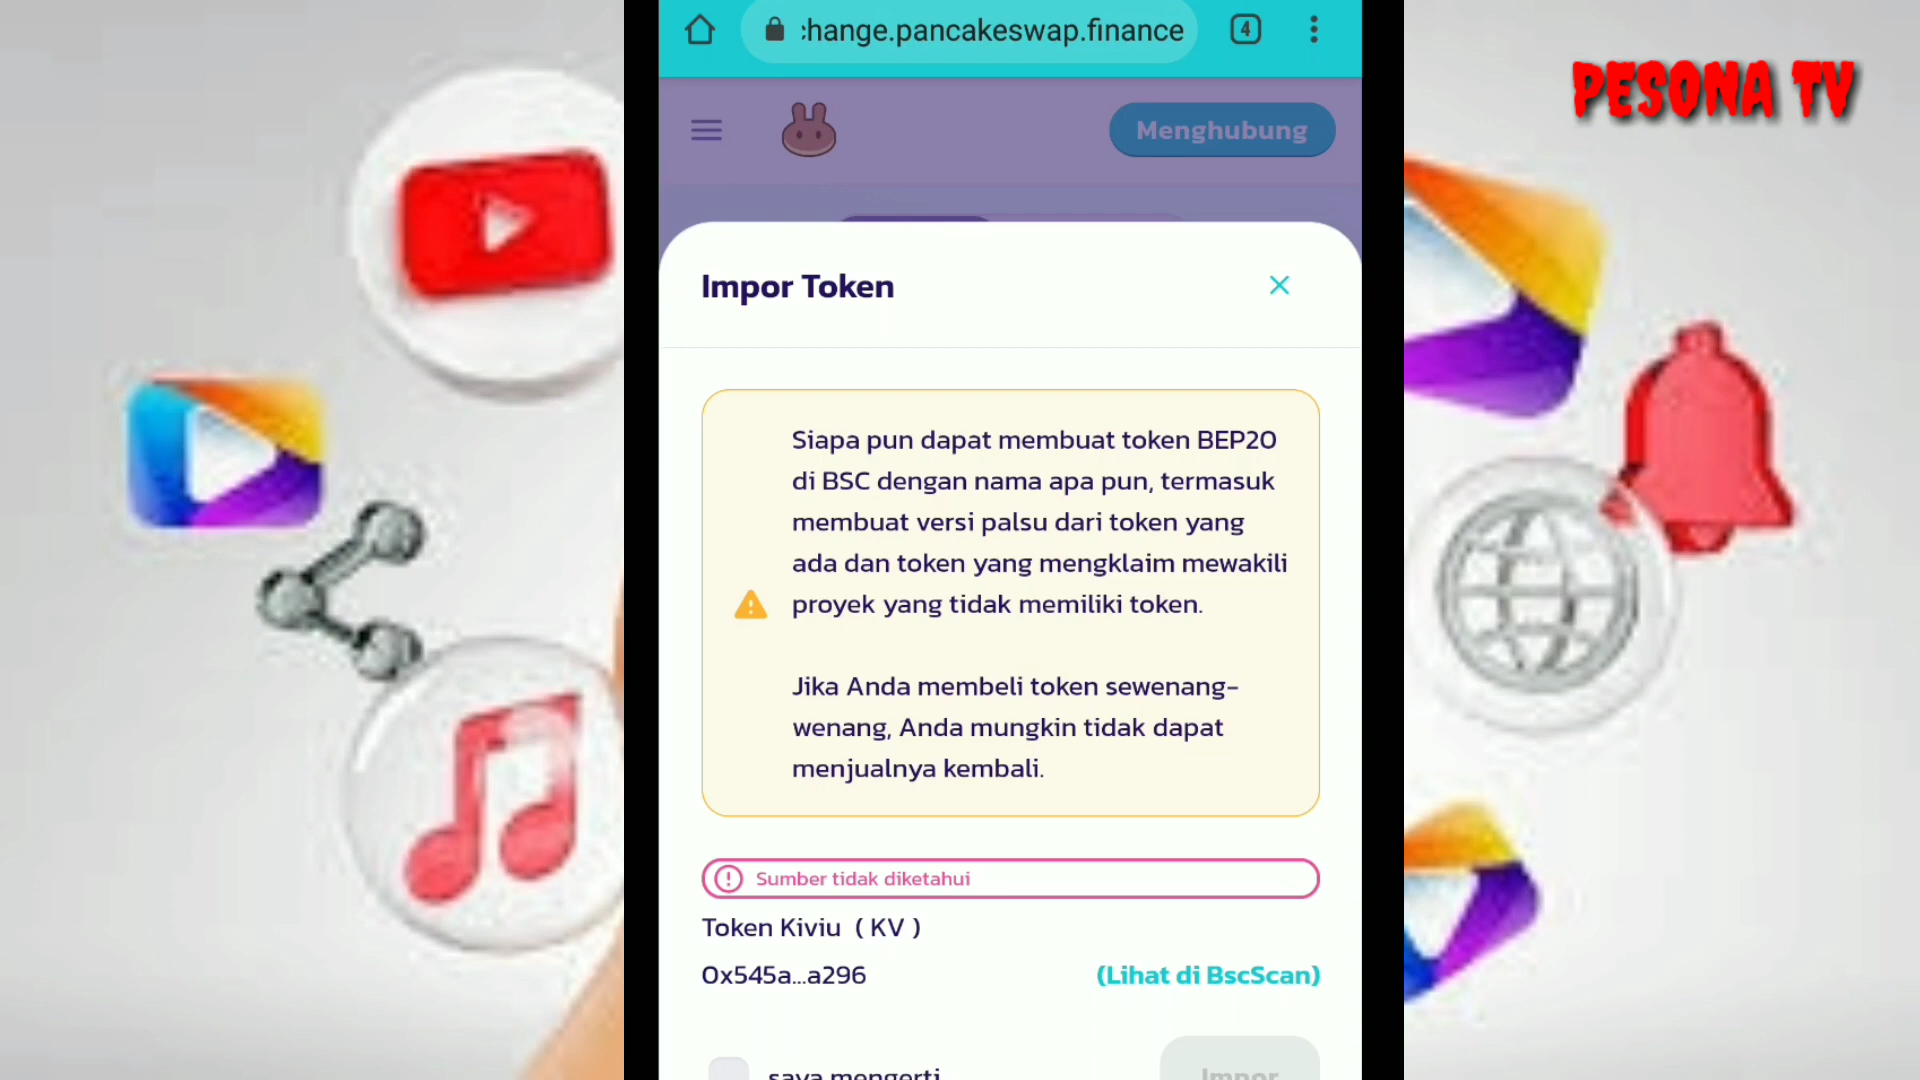 :hange.pancakeswap.finance
4
PESONA TV
Menghubung
Impor Token
Siapa pun dapat membuat token BEP20
di BSC dengan nama apa pun, termasuk
membuat versi palsu dari token yang
ada dan token yang mengklaim mewakili
proyek yang tidak memiliki token.
Jika Anda membeli token sewenang-
wenang, Anda mungkin tidak dapat
menjualnya kembali.
Sumber tidak diketahui
Token Kiviu ( KV )
0x545a...a296
(Lihat di BscScan)
saya mengerti
Impor